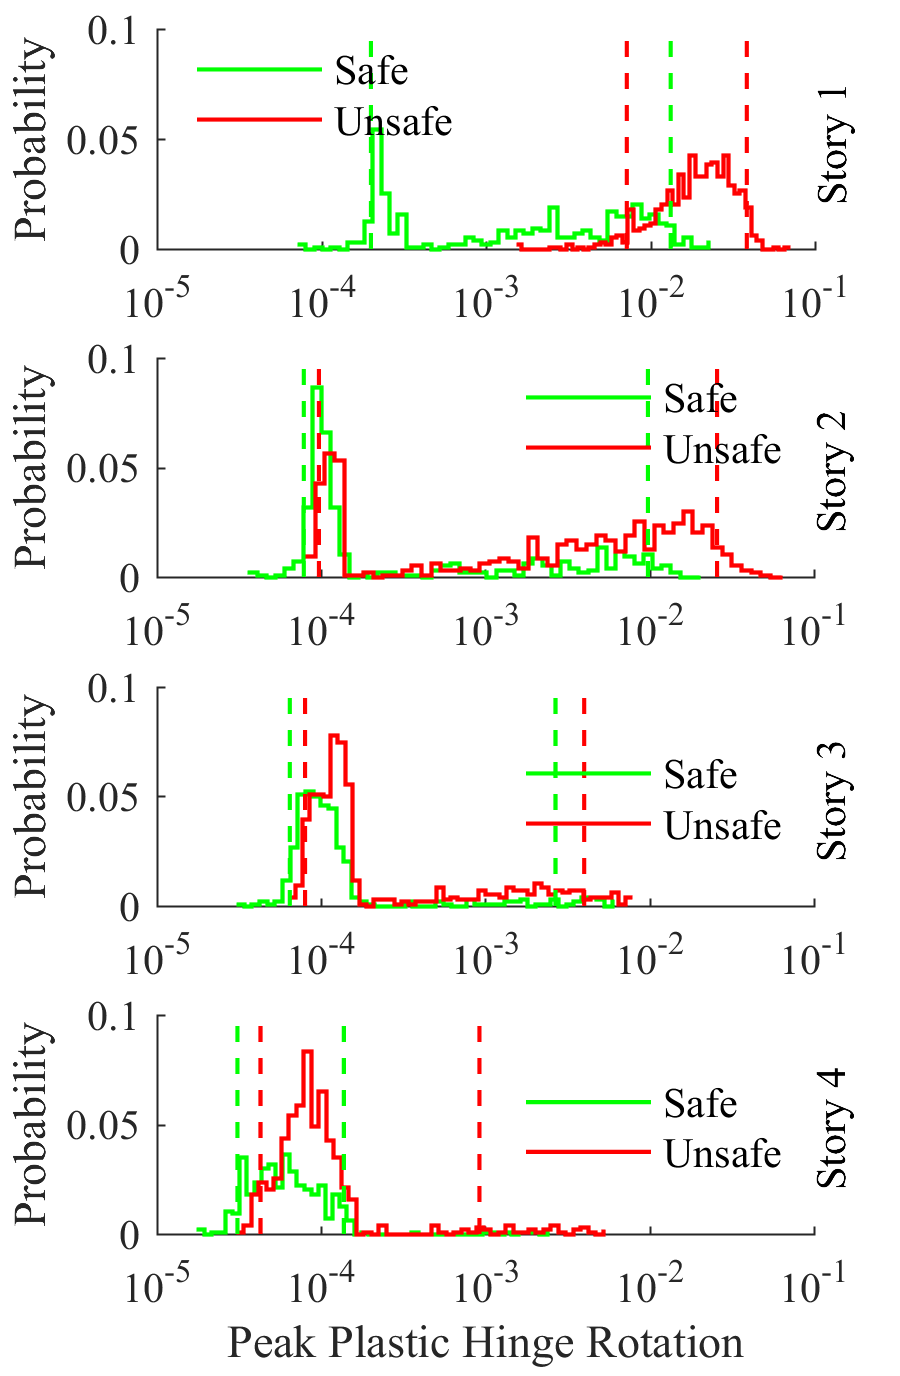 0.1
Safe
Unsafe
0.05
0
Probability
Story 1
10-5 10-4 10-3 10-2 10-1
0.1
Safe
Unsafe
0.05
0
Probability
Story 2
10-5 10-4 10-3 10-2 10-1
0.1
Safe
0.05
Unsafe
0
Probability
Story 3
10-5 10-4 10-3 10-2 10-1
0.1
Safe
0.05
Unsafe
0
Probability
Story 4
10-5 10-4 10-3 10-2 10-1
Peak Plastic Hinge Rotation